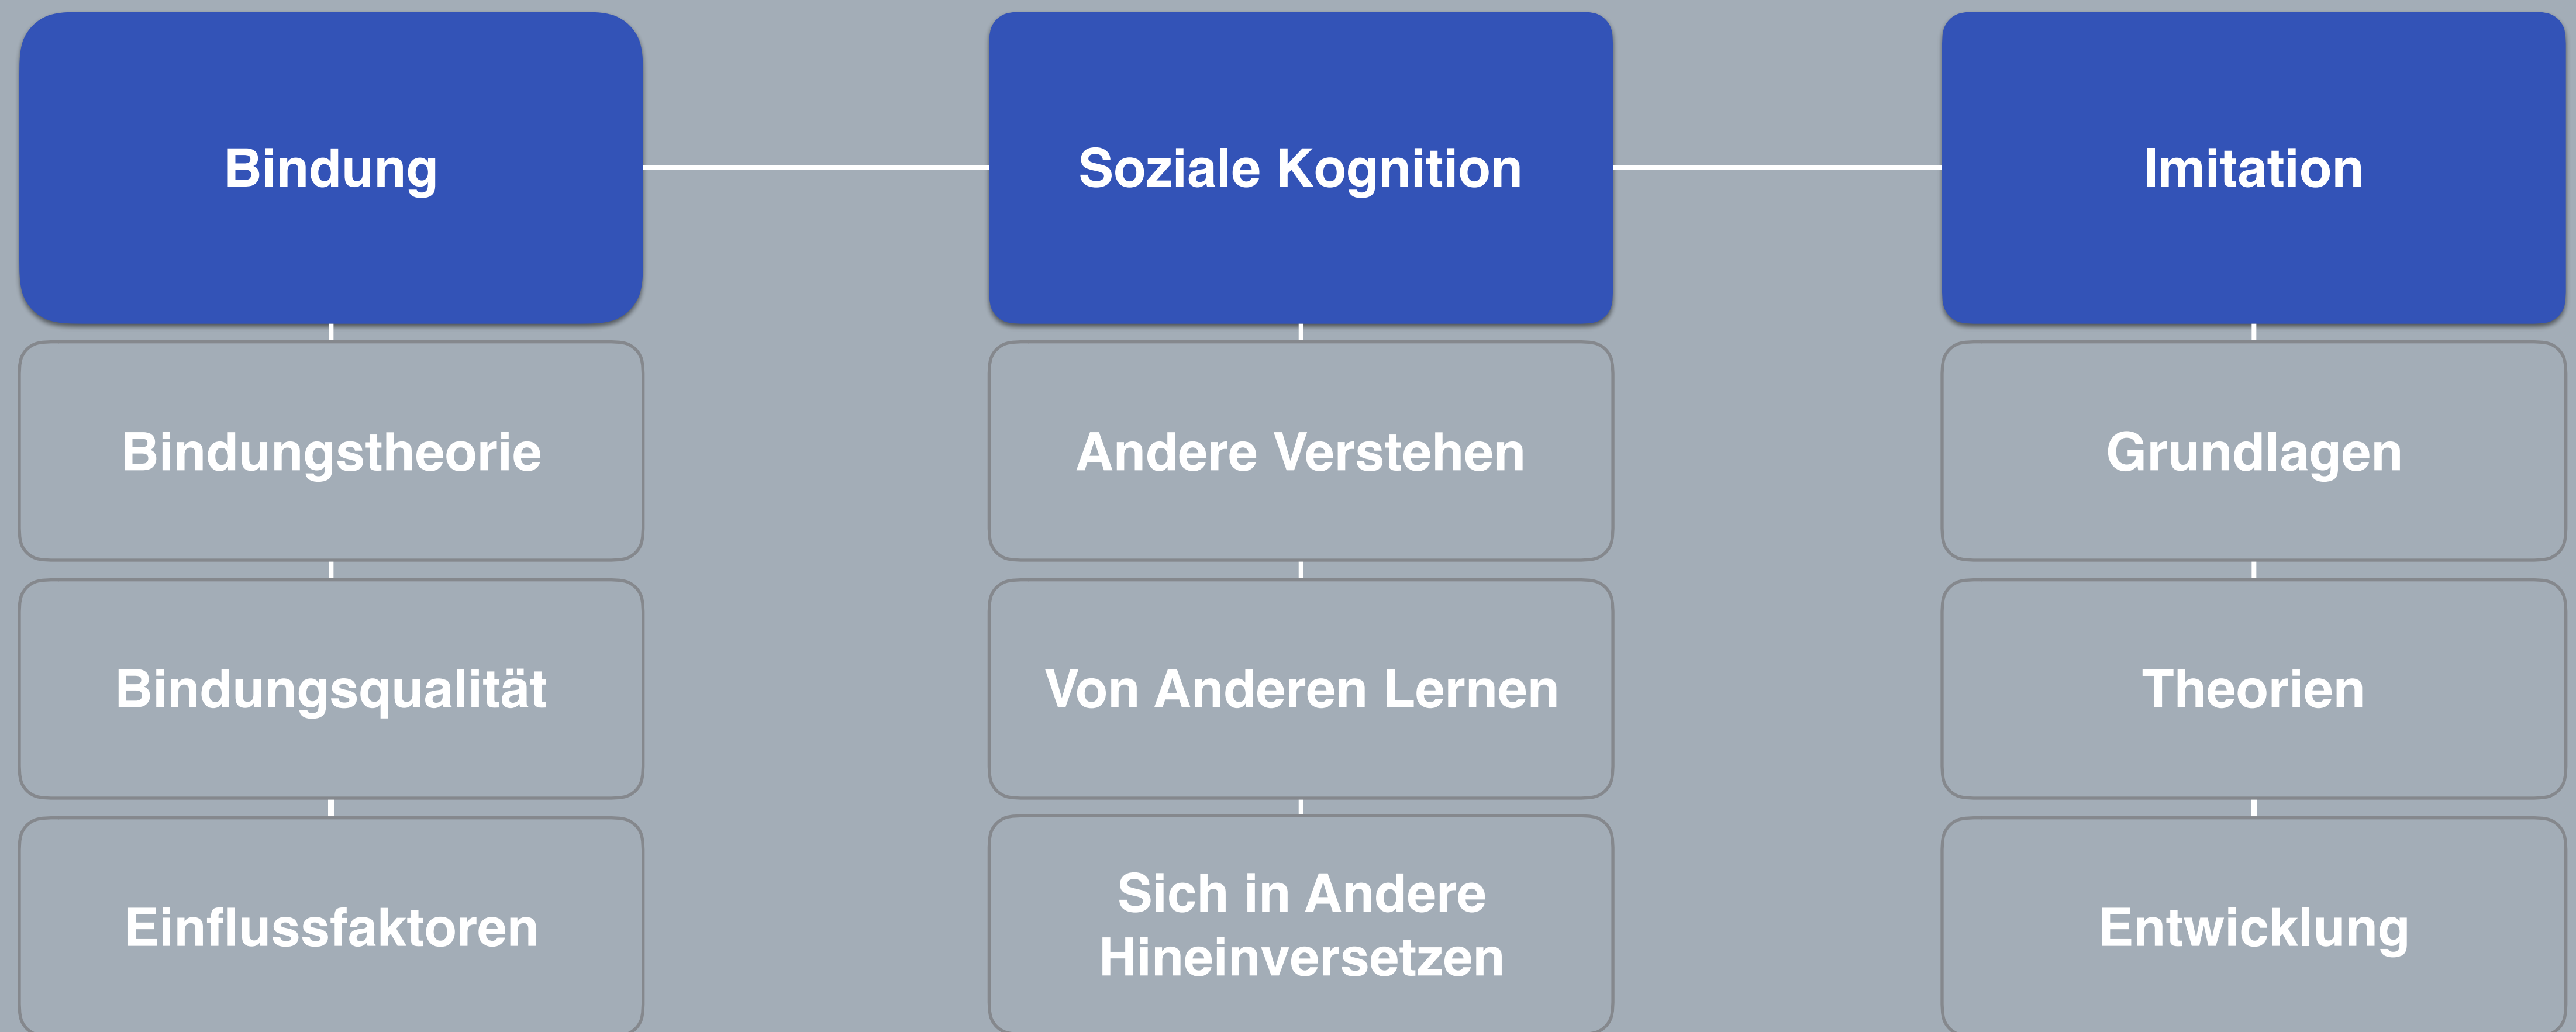 Bindung
Soziale Kognition
Imitation
Bindungstheorie
Andere Verstehen
Grundlagen
Bindungsqualität
Von Anderen Lernen
Theorien
Einflussfaktoren
Sich in Andere
Hineinversetzen
Entwicklung